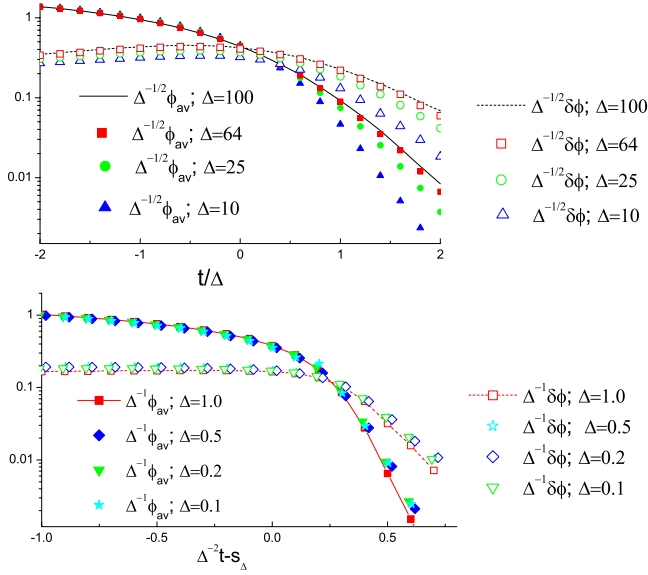 1
0.1
0.01
-2 -1 0 1 2
t/Δ
Δ^{-1/2}ϕ_{av}; Δ=100
Δ^{-1/2}ϕ_{av}; Δ=64
Δ^{-1/2}ϕ_{av}; Δ=25
Δ^{-1/2}ϕ_{av}; Δ=10
Δ^{-1/2}δϕ; Δ=100
Δ^{-1/2}δϕ; Δ=64
Δ^{-1/2}δϕ; Δ=25
Δ^{-1/2}δϕ; Δ=10
1
0.1
0.01
-1.0 -0.5 0.0 0.5
Δ^{-2}t-s_Δ
Δ^{-1}ϕ_{av}; Δ=1.0
Δ^{-1}ϕ_{av}; Δ=0.5
Δ^{-1}ϕ_{av}; Δ=0.2
Δ^{-1}ϕ_{av}; Δ=0.1
Δ^{-1}δϕ; Δ=1.0
Δ^{-1}δϕ; Δ=0.5
Δ^{-1}δϕ; Δ=0.2
Δ^{-1}δϕ; Δ=0.1